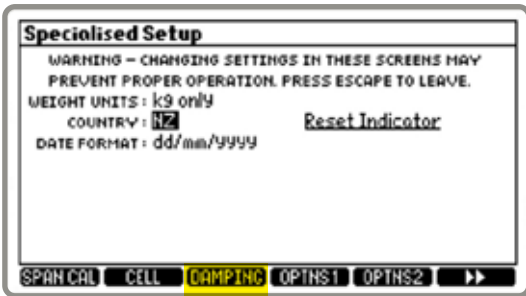 Specialised Setup
WARNING – CHANGING SETTINGS IN THESE SCREENS MAY
PREVENT PROPER OPERATION. PRESS ESCAPE TO LEAVE.
WEIGHT UNITS : kg only
COUNTRY : NZ Reset Indicator
DATE FORMAT : dd/mm/yyyy
SPAN CAL CELL DAMPING OPTNS1 OPTNS2